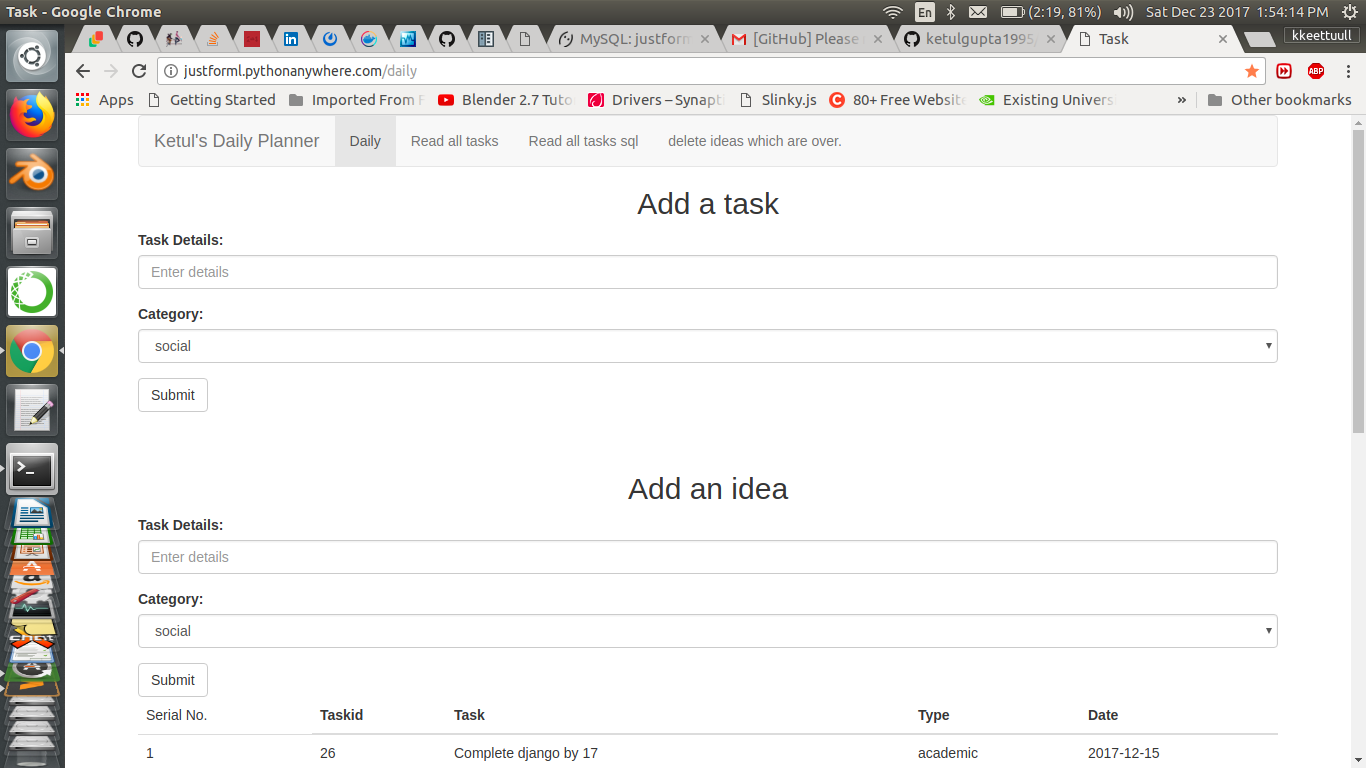 Task - Google Chrome
En
(2:19, 81%)
Sat Dec 23 2017 1:54:14 PM
kkeettuull
MySQL: justform
[GitHub] Please
ketulgupta1995/
Task
justforml.pythonanywhere.com/daily
ABP
Apps
Getting Started
Imported From F
Blender 2.7 Tuto
Drivers – Synapti
Slinky.js
80+ Free Website
Existing Univers
»
Other bookmarks
Ketul's Daily Planner
Daily
Read all tasks
Read all tasks sql
delete ideas which are over.
Add a task
Task Details:
Enter details
Category:
social
Submit
Add an idea
Task Details:
Enter details
Category:
social
Submit
Serial No. Taskid Task Type Date
1 26 Complete django by 17 academic 2017-12-15